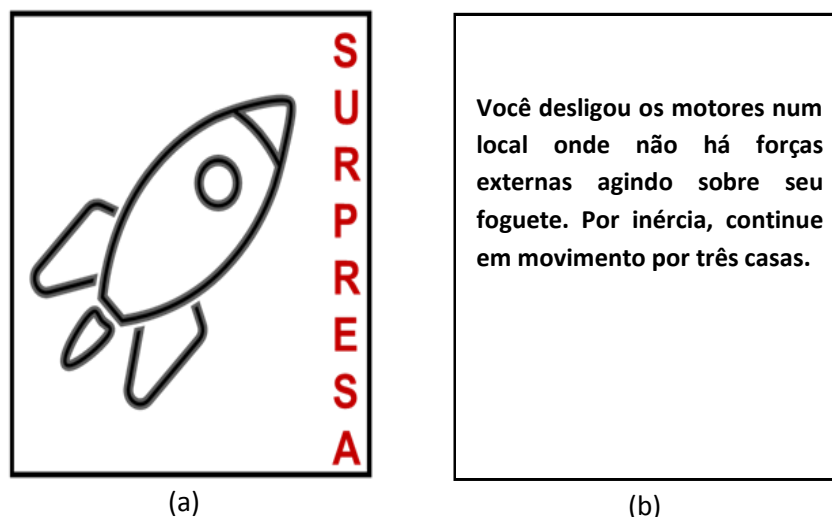 SURPRESA
Você desligou os motores num
local onde não há forças
externas agindo sobre seu
foguete. Por inércia, continue
em movimento por três casas.
(a)
(b)